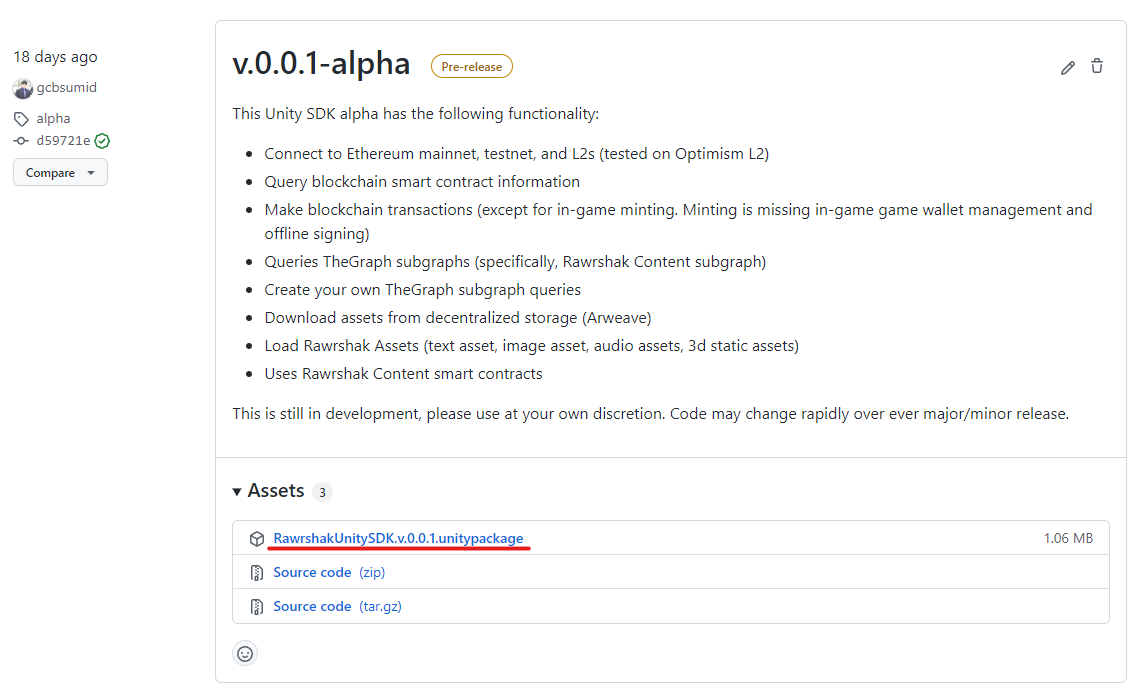 18 days ago
gcbsumid
alpha
d59721e
Compare
v.0.0.1-alpha Pre-release
This Unity SDK alpha has the following functionality:
Connect to Ethereum mainnet, testnet, and L2s (tested on Optimism L2)
Query blockchain smart contract information
Make blockchain transactions (except for in-game minting. Minting is missing in-game game wallet management and
offline signing)
Queries TheGraph subgraphs (specifically, Rawrshak Content subgraph)
Create your own TheGraph subgraph queries
Download assets from decentralized storage (Arweave)
Load Rawrshak Assets (text asset, image asset, audio assets, 3d static assets)
Uses Rawrshak Content smart contracts
This is still in development, please use at your own discretion. Code may change rapidly over ever major/minor release.
Assets 3
RawrshakUnitySDK.v.0.0.1.unitypackage 1.06 MB
Source code (zip)
Source code (tar.gz)